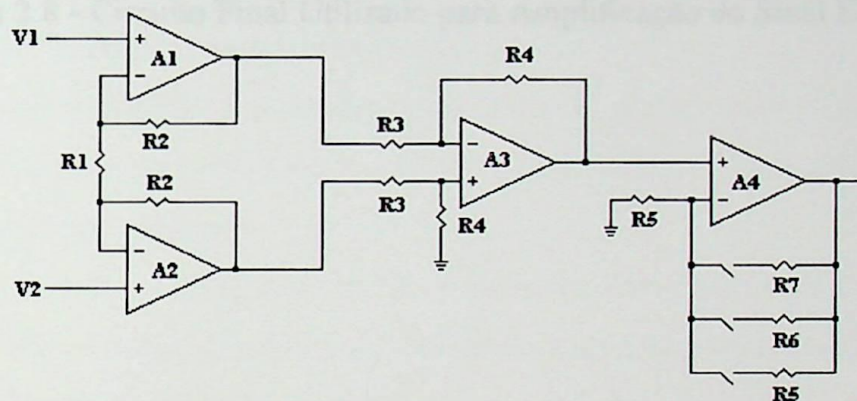 V1
+
A1
−
R2
R1
R2
−
A2
+
V2
R3
R3
R4
−
A3
+
R4
+
A4
−
R5
R7
R6
R5